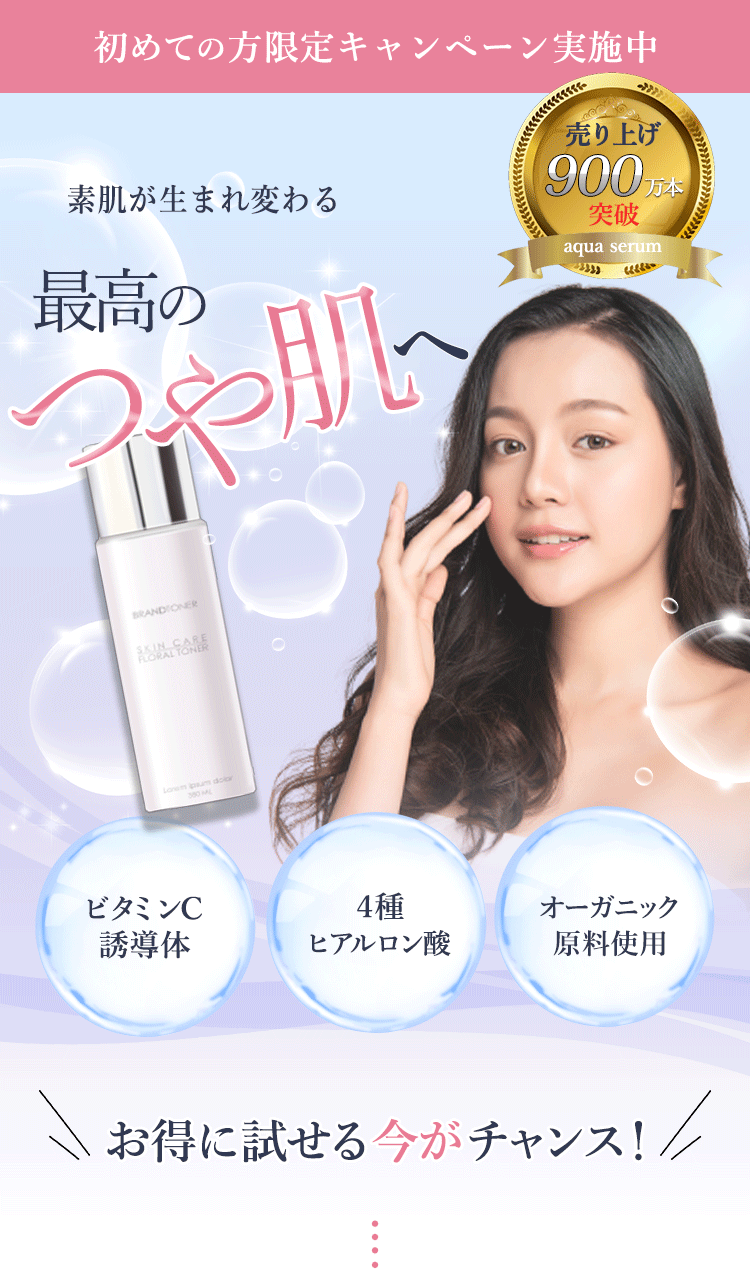 初めての方限定キャンペーン実施中
売り上げ
900万本
突破
aqua serum
素肌が生まれ変わる
最高の
つや肌へ
BRANDTONER
SKIN CARE
FLORAL TONER
Lorem ipsum dolor
ビタミンC
誘導体
4種
ヒアルロン酸
オーガニック
原料使用
お得に試せる今がチャンス！